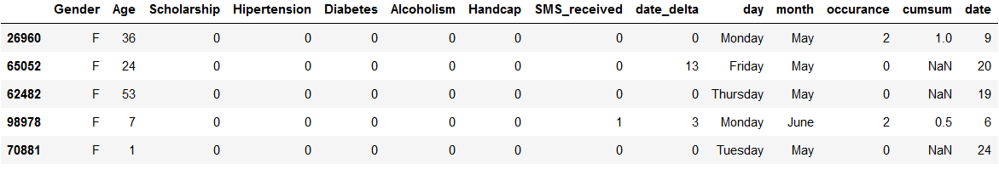 Gender Age Scholarship Hipertension Diabetes Alcoholism Handcap SMS_received date_delta day month occurance cumsum date
26960 F 36 0 0 0 0 0 0 0 Monday May 2 1.0 9
65052 F 24 0 0 0 0 0 0 13 Friday May 0 NaN 20
62482 F 53 0 0 0 0 0 0 0 Thursday May 0 NaN 19
98978 F 7 0 0 0 0 0 1 3 Monday June 2 0.5 6
70881 F 1 0 0 0 0 0 0 0 Tuesday May 0 NaN 24